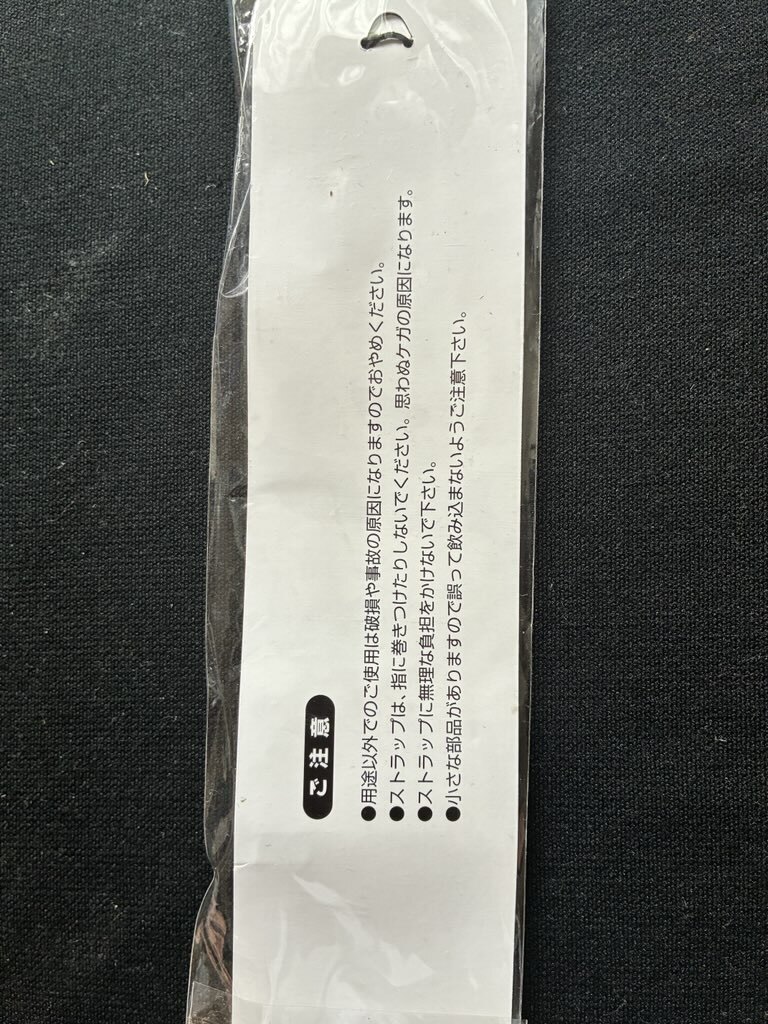 ご注意
●用途以外でのご使用は破損や事故の原因になりますのでおやめください。
●ストラップは、指に巻きつけたりしないでください。思わぬケガの原因になります。
●ストラップに無理な負担をかけないで下さい。
●小さな部品がありますので誤って飲み込まないようご注意下さい。